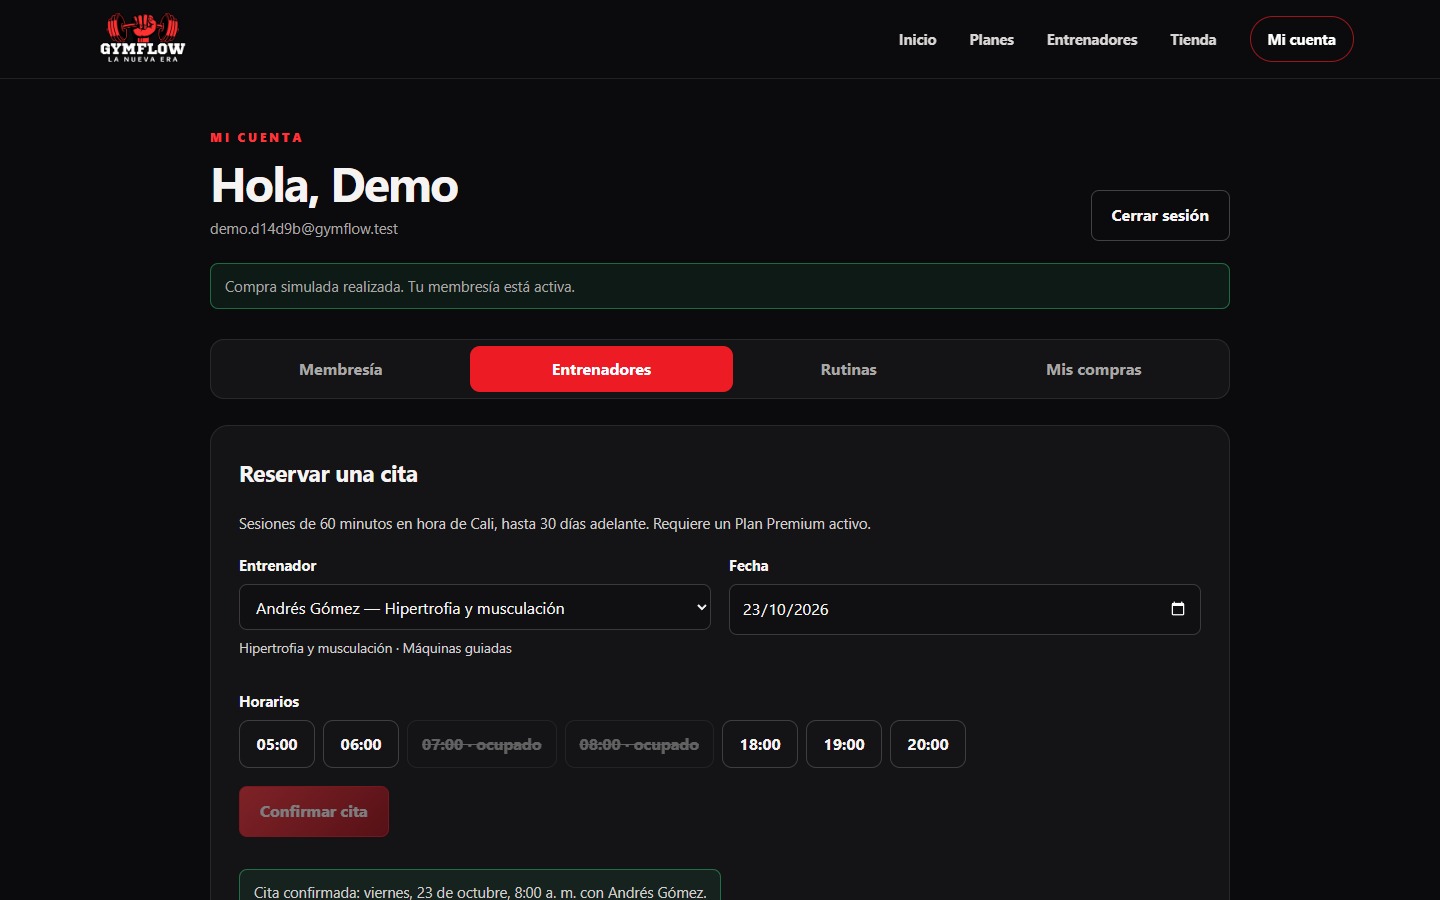 GYMFLOW
LA NUEVA ERA
Inicio
Planes
Entrenadores
Tienda
Mi cuenta
MI CUENTA
Hola, Demo
demo.d14d9b@gymflow.test
Cerrar sesión
Compra simulada realizada. Tu membresía está activa.
Membresía
Entrenadores
Rutinas
Mis compras
Reservar una cita
Sesiones de 60 minutos en hora de Cali, hasta 30 días adelante. Requiere un Plan Premium activo.
Entrenador
Fecha
Andrés Gómez — Hipertrofia y musculación
23/10/2026
Hipertrofia y musculación · Máquinas guiadas
Horarios
05:00
06:00
07:00 · ocupado
08:00 · ocupado
18:00
19:00
20:00
Confirmar cita
Cita confirmada: viernes, 23 de octubre, 8:00 a. m. con Andrés Gómez.